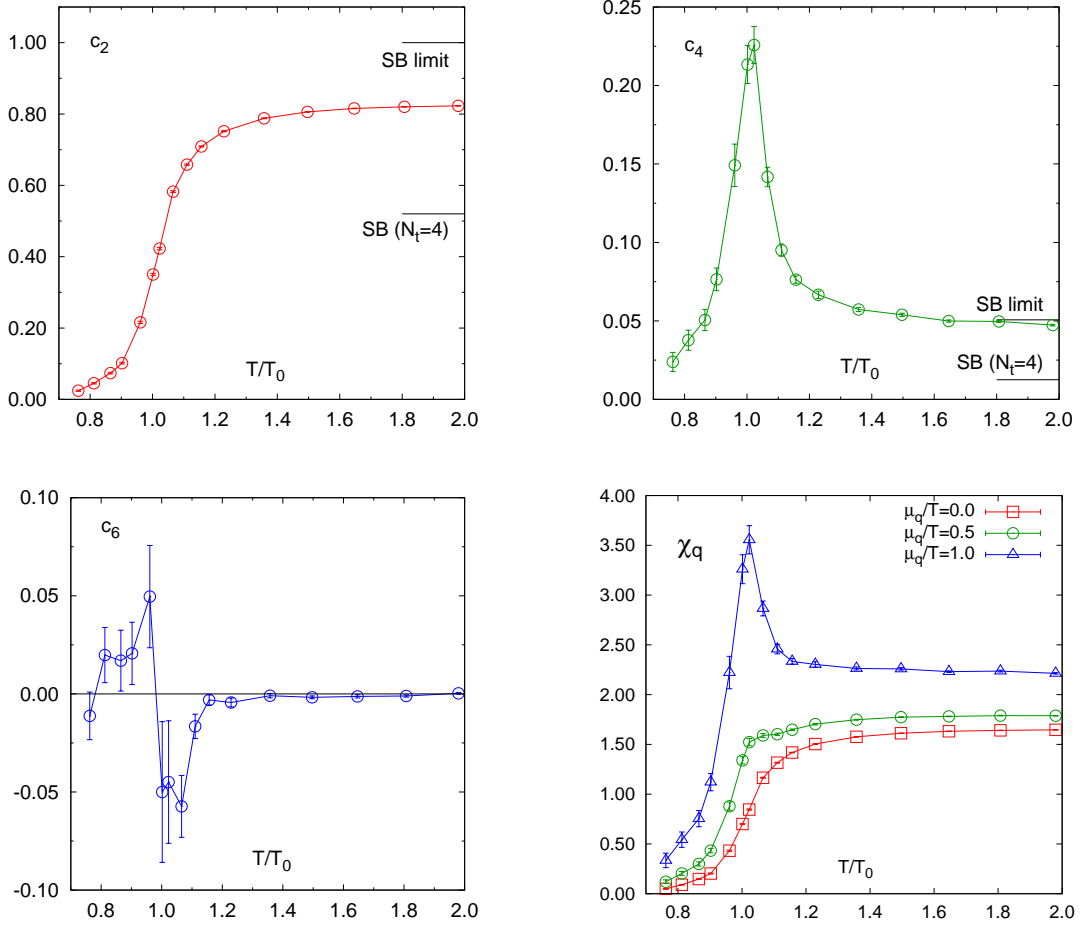 1.00
0.80
0.60
0.40
0.20
0.00
c2
SB limit
SB (Nt=4)
T/T0
0.8 1.0 1.2 1.4 1.6 1.8 2.0
0.25
0.20
0.15
0.10
0.05
0.00
c4
SB limit
SB (Nt=4)
T/T0
0.8 1.0 1.2 1.4 1.6 1.8 2.0
0.10
0.05
0.00
-0.05
-0.10
c6
T/T0
0.8 1.0 1.2 1.4 1.6 1.8 2.0
4.00
3.50
3.00
2.50
2.00
1.50
1.00
0.50
0.00
χq
μq/T=0.0
μq/T=0.5
μq/T=1.0
T/T0
0.8 1.0 1.2 1.4 1.6 1.8 2.0